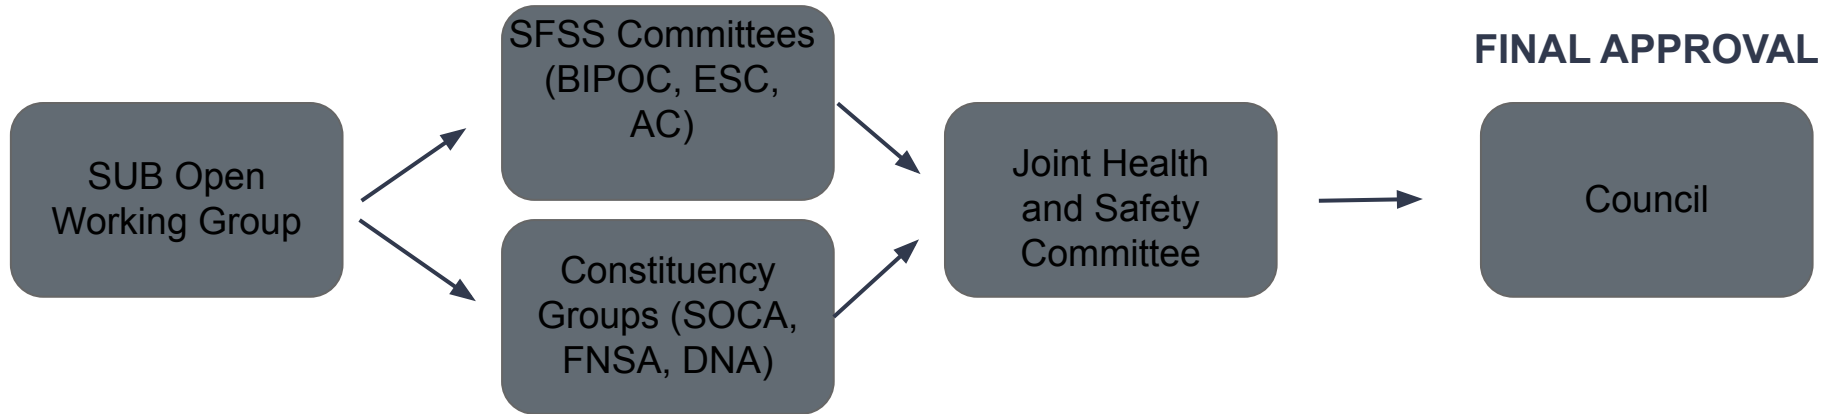 SUB Open
Working Group
SFSS Committees
(BIPOC, ESC,
AC)
Constituency
Groups (SOCA,
FNSA, DNA)
Joint Health
and Safety
Committee
FINAL APPROVAL
Council